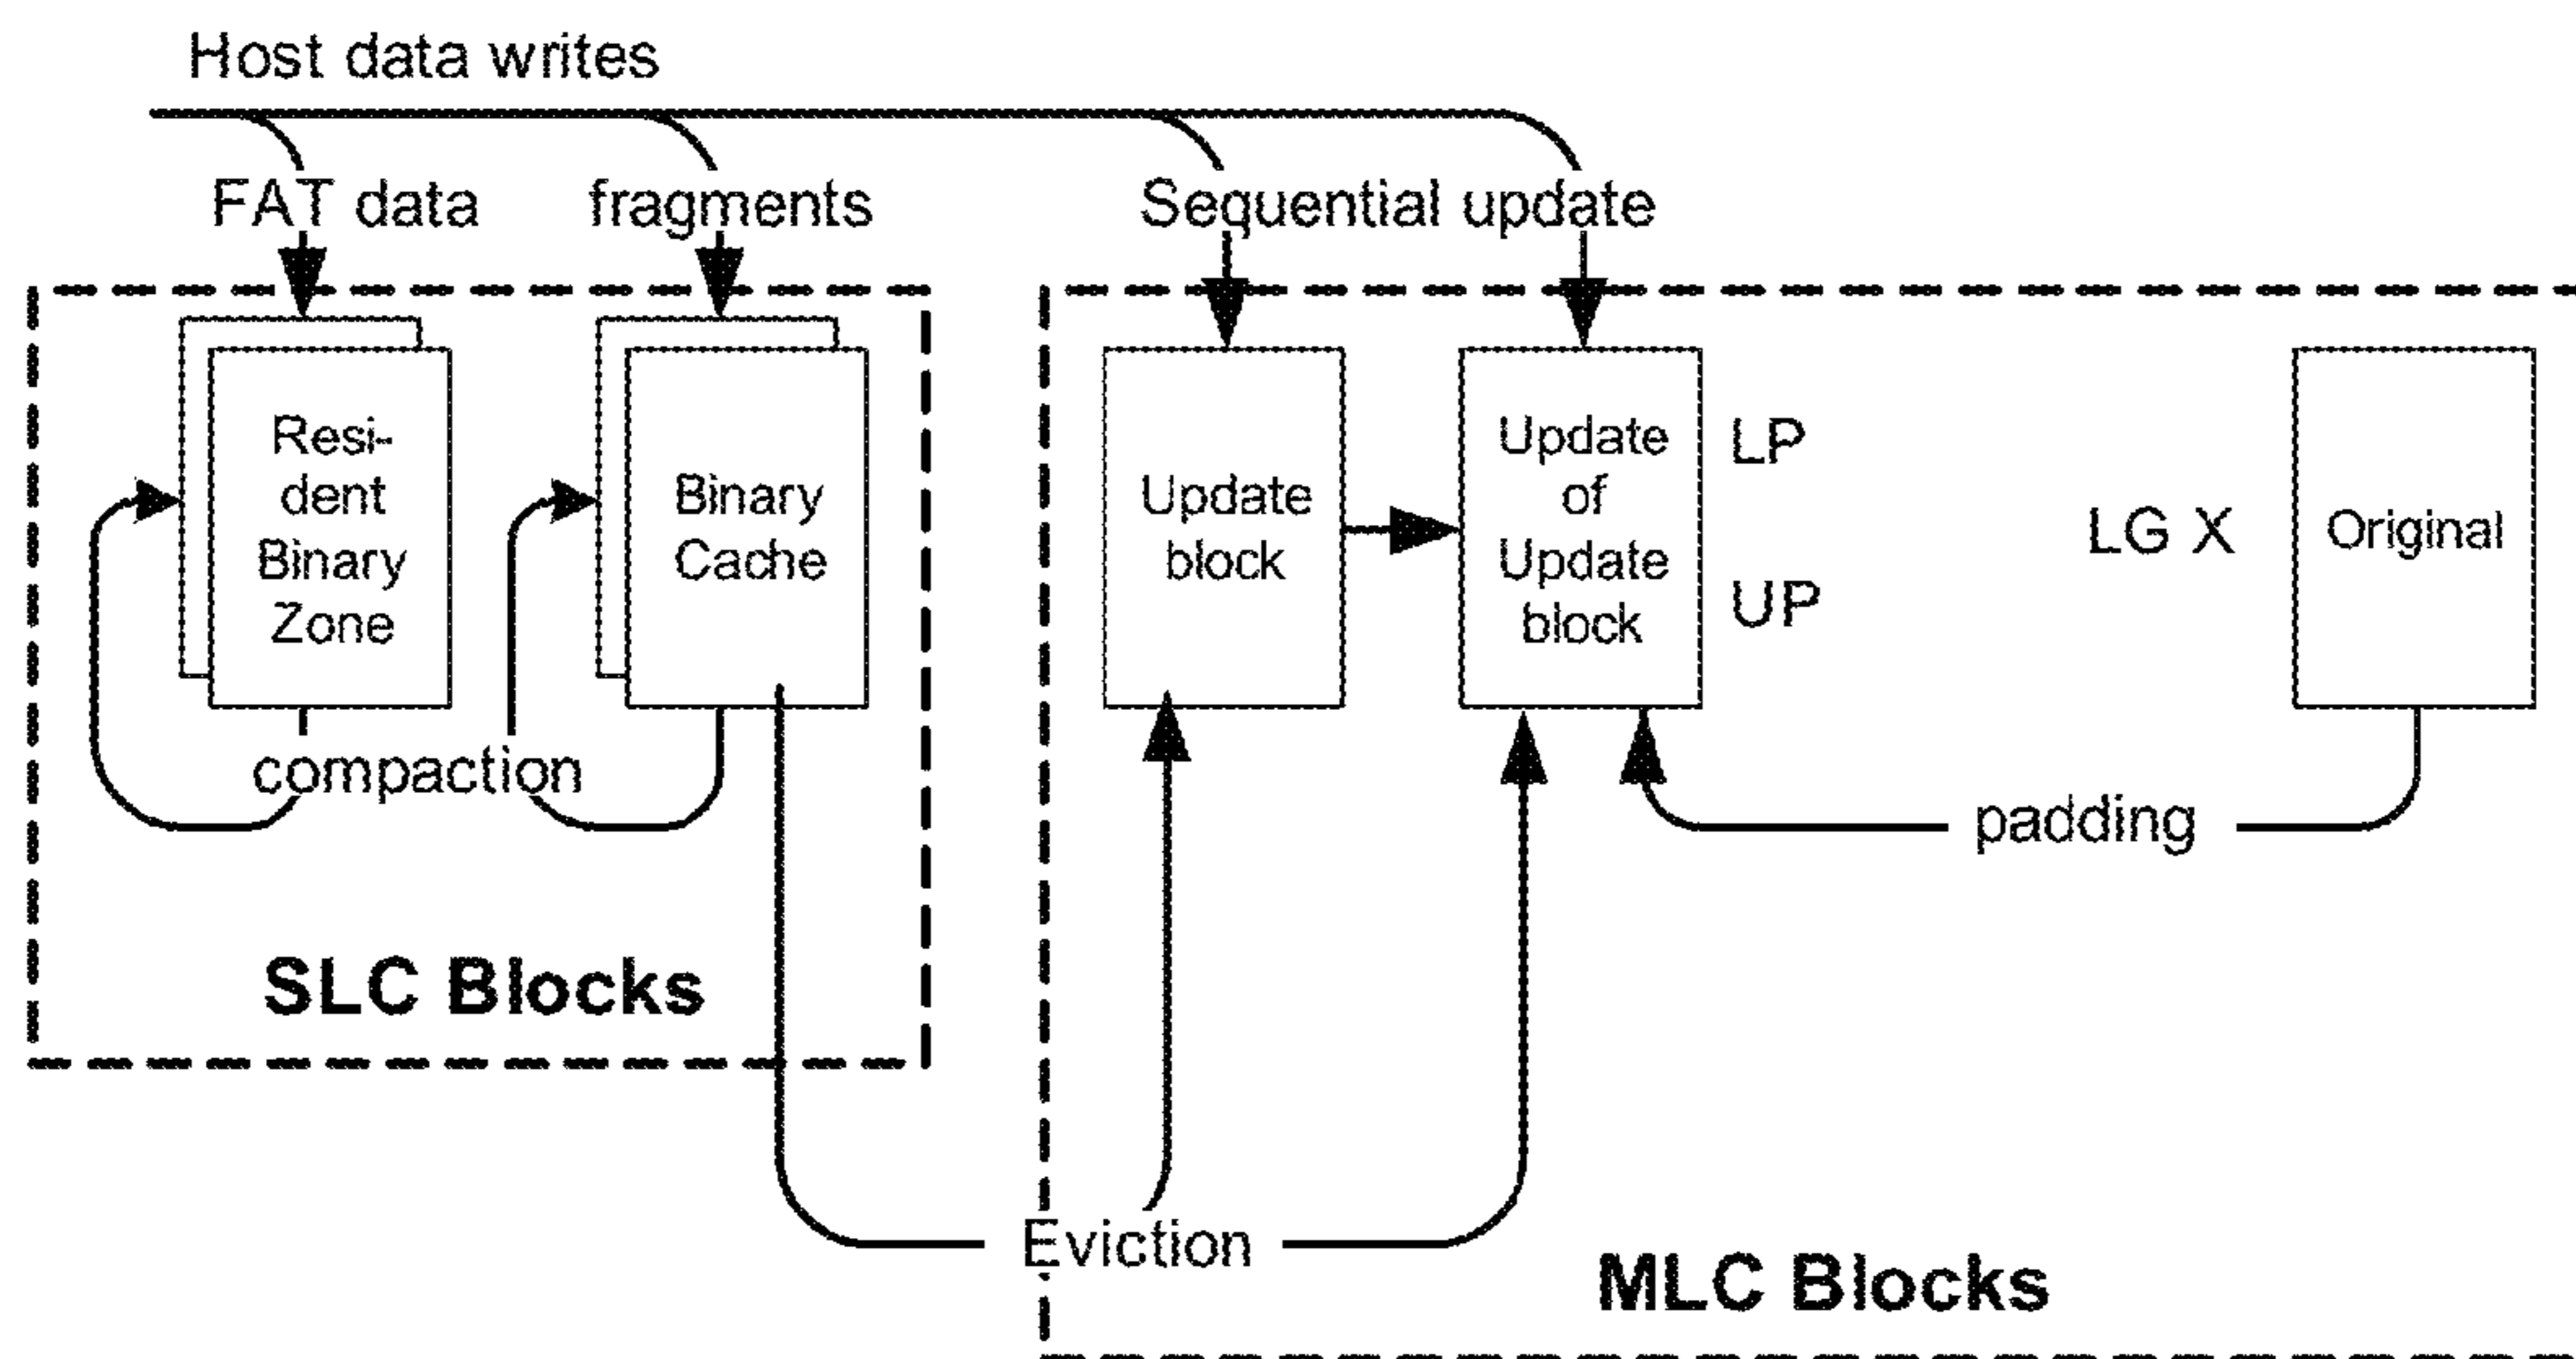 Host data writes
FAT data
fragments
Sequential update
Resi-
dent
Binary
Zone
Binary
Cache
Update
block
Update
of
Update
block
LP
UP
LG X
Original
compaction
padding
SLC Blocks
Eviction
MLC Blocks